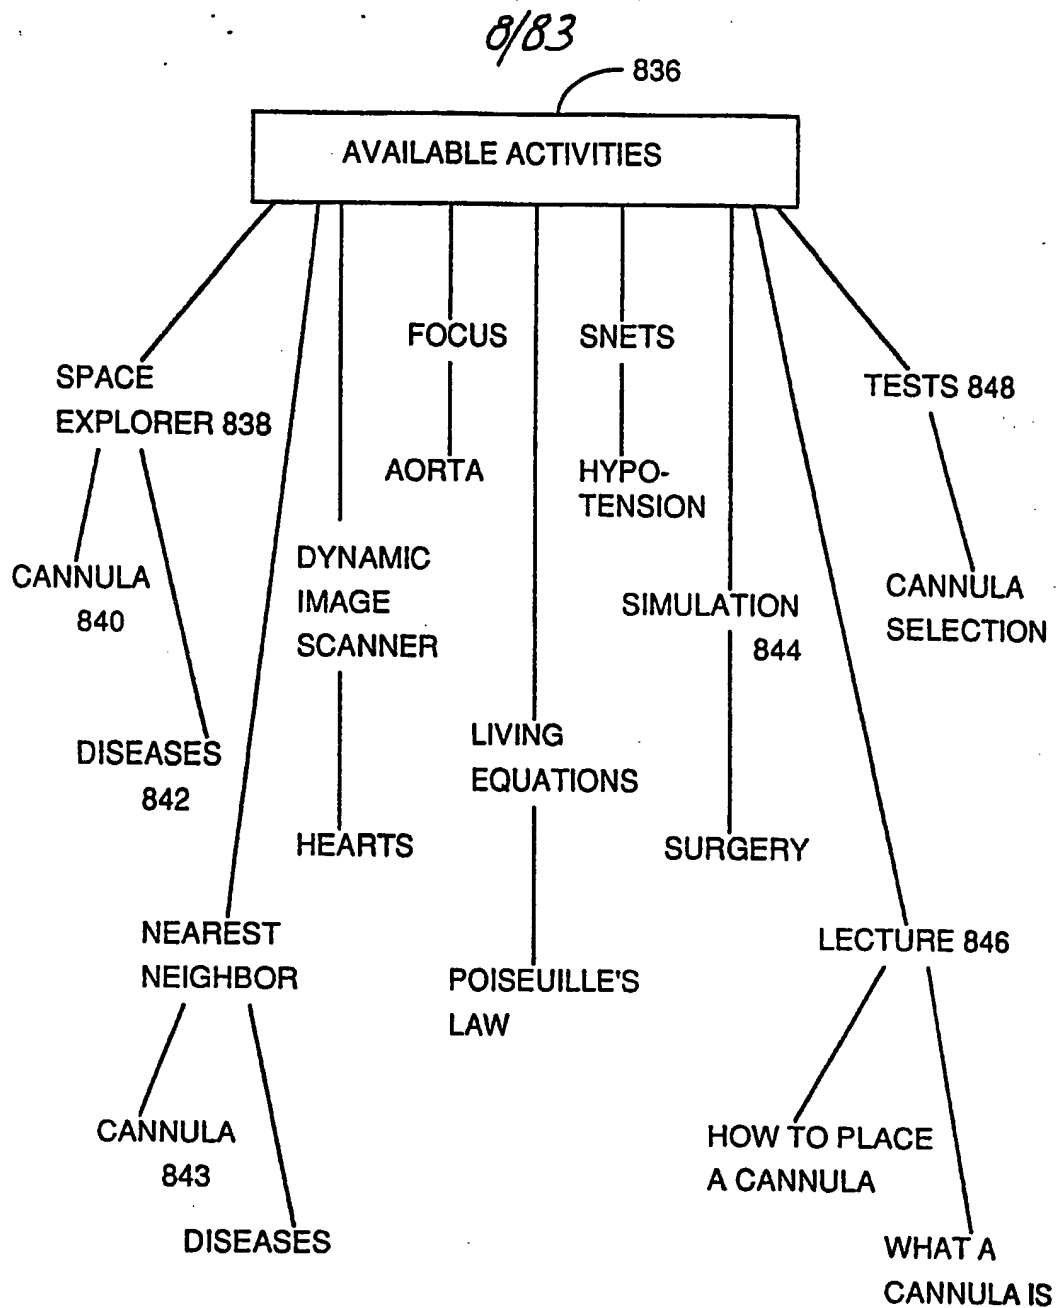 8/83
836
AVAILABLE ACTIVITIES
FOCUS
SNETS
SPACE
EXPLORER 838
TESTS 848
AORTA
HYPO-
TENSION
DYNAMIC
IMAGE
SCANNER
CANNULA
840
SIMULATION
844
CANNULA
SELECTION
LIVING
EQUATIONS
DISEASES
842
HEARTS
SURGERY
NEAREST
NEIGHBOR
LECTURE 846
POISEUILLE'S
LAW
CANNULA
843
HOW TO PLACE
A CANNULA
DISEASES
WHAT A
CANNULA IS